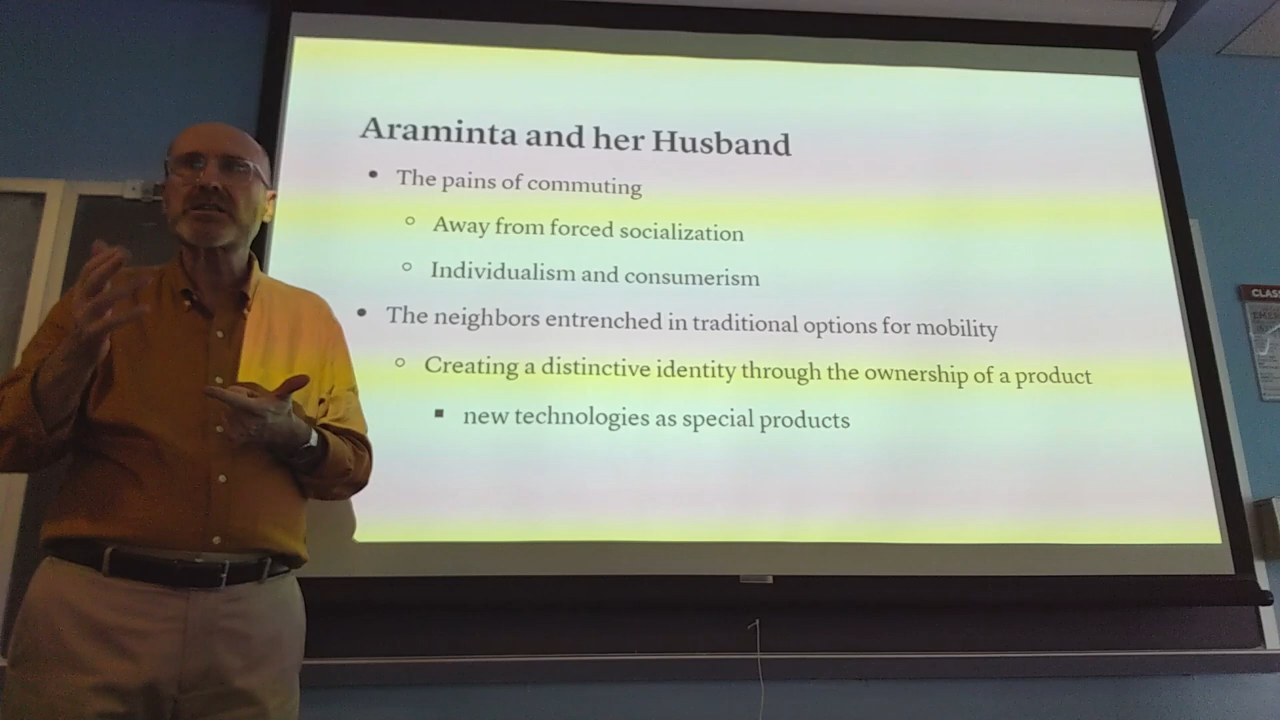 Araminta and her Husband
• The pains of commuting
○ Away from forced socialization
○ Individualism and consumerism
• The neighbors entrenched in traditional options for mobility
○ Creating a distinctive identity through the ownership of a product
▪ new technologies as special products
CLAS